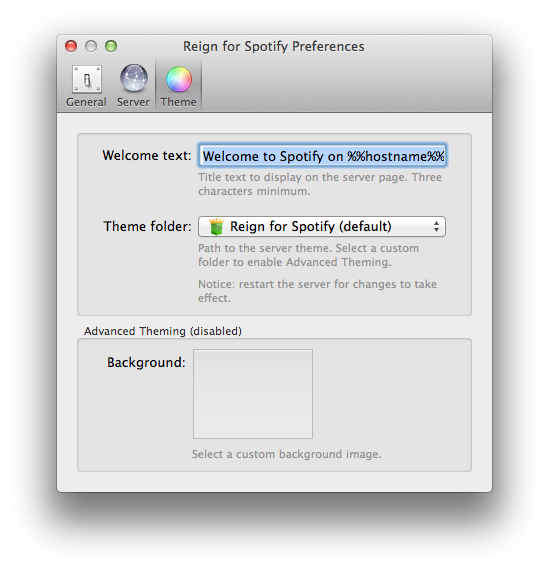 Reign for Spotify Preferences
General Server Theme
Welcome text: Welcome to Spotify on %%hostname%%
Title text to display on the server page. Three
characters minimum.
Theme folder: Reign for Spotify (default)
Path to the server theme. Select a custom
folder to enable Advanced Theming.
Notice: restart the server for changes to take
effect.
Advanced Theming (disabled)
Background:
Select a custom background image.